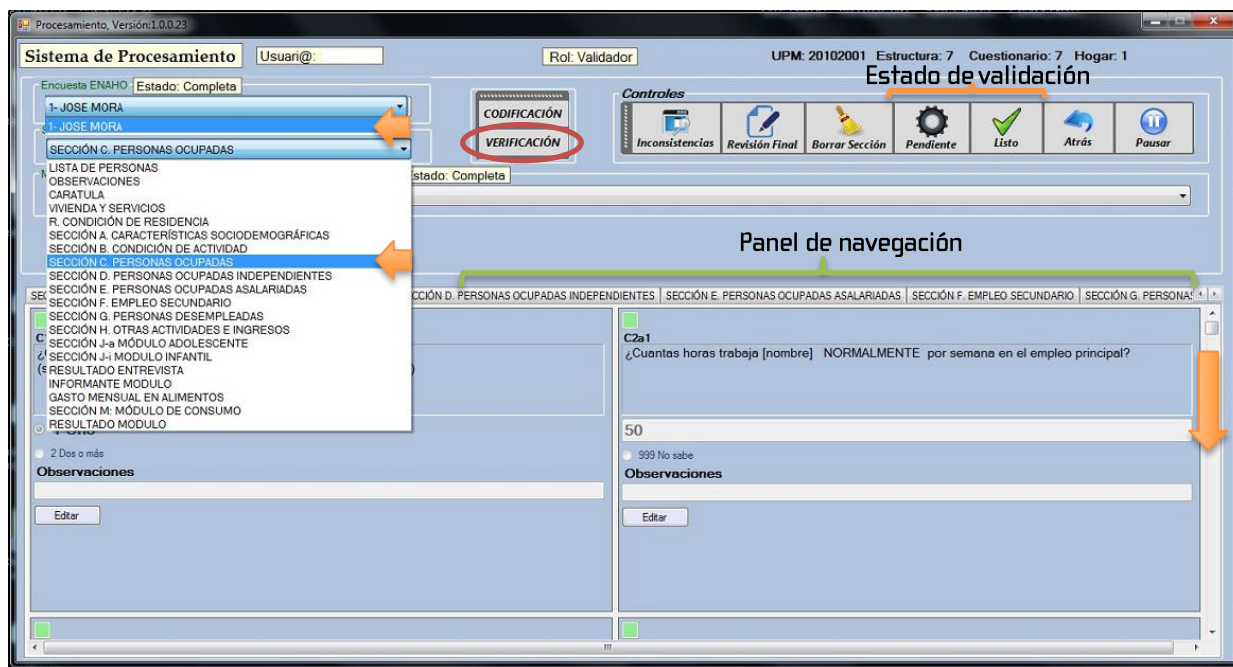 Procesamiento, Versión:1.0.0.23
Sistema de Procesamiento
Usuari@:
Rol: Validador
UPM: 20102001 Estructura: 7 Cuestionario: 7 Hogar: 1
Estado de validación
Encuesta ENAHO
Estado: Completa
1- JOSE MORA
1- JOSE MORA
SECCIÓN C. PERSONAS OCUPADAS
CODIFICACIÓN
VERIFICACIÓN
Controles
Inconsistencias
Revisión Final
Borrar Sección
Pendiente
Listo
Atrás
Pausar
LISTA DE PERSONAS
OBSERVACIONES
CARATULA
VIVIENDA Y SERVICIOS
R. CONDICIÓN DE RESIDENCIA
SECCIÓN A. CARACTERÍSTICAS SOCIODEMOGRÁFICAS
SECCIÓN B. CONDICIÓN DE ACTIVIDAD
SECCIÓN C. PERSONAS OCUPADAS
SECCIÓN D. PERSONAS OCUPADAS INDEPENDIENTES
SECCIÓN E. PERSONAS OCUPADAS ASALARIADAS
SECCIÓN F. EMPLEO SECUNDARIO
SECCIÓN G. PERSONAS DESEMPLEADAS
SECCIÓN H. OTRAS ACTIVIDADES E INGRESOS
SECCIÓN J-a MÓDULO ADOLESCENTE
SECCIÓN J-i MODULO INFANTIL
RESULTADO ENTREVISTA
INFORMANTE MODULO
GASTO MENSUAL EN ALIMENTOS
SECCIÓN M: MÓDULO DE CONSUMO
RESULTADO MODULO
stado: Completa
Panel de navegación
CCIÓN D. PERSONAS OCUPADAS INDEPENDIENTES
SECCIÓN E. PERSONAS OCUPADAS ASALARIADAS
SECCIÓN F. EMPLEO SECUNDARIO
SECCIÓN G. PERSONA
2 Dos o más
Observaciones
Editar
C2a1
¿Cuantas horas trabaja [nombre] NORMALMENTE por semana en el empleo principal?
50
999 No sabe
Observaciones
Editar